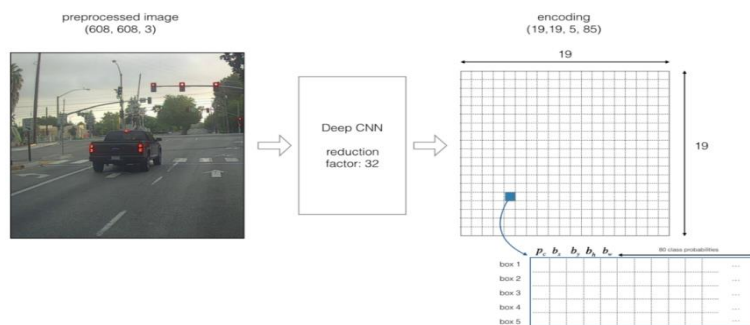 preprocessed image
(608, 608, 3)
encoding
(19,19, 5, 85)
19
Deep CNN
reduction
factor: 32
19
p_c b_x b_y b_h b_w
80 class probabilities
box 1
...
box 2
...
box 3
...
box 4
...
box 5
...